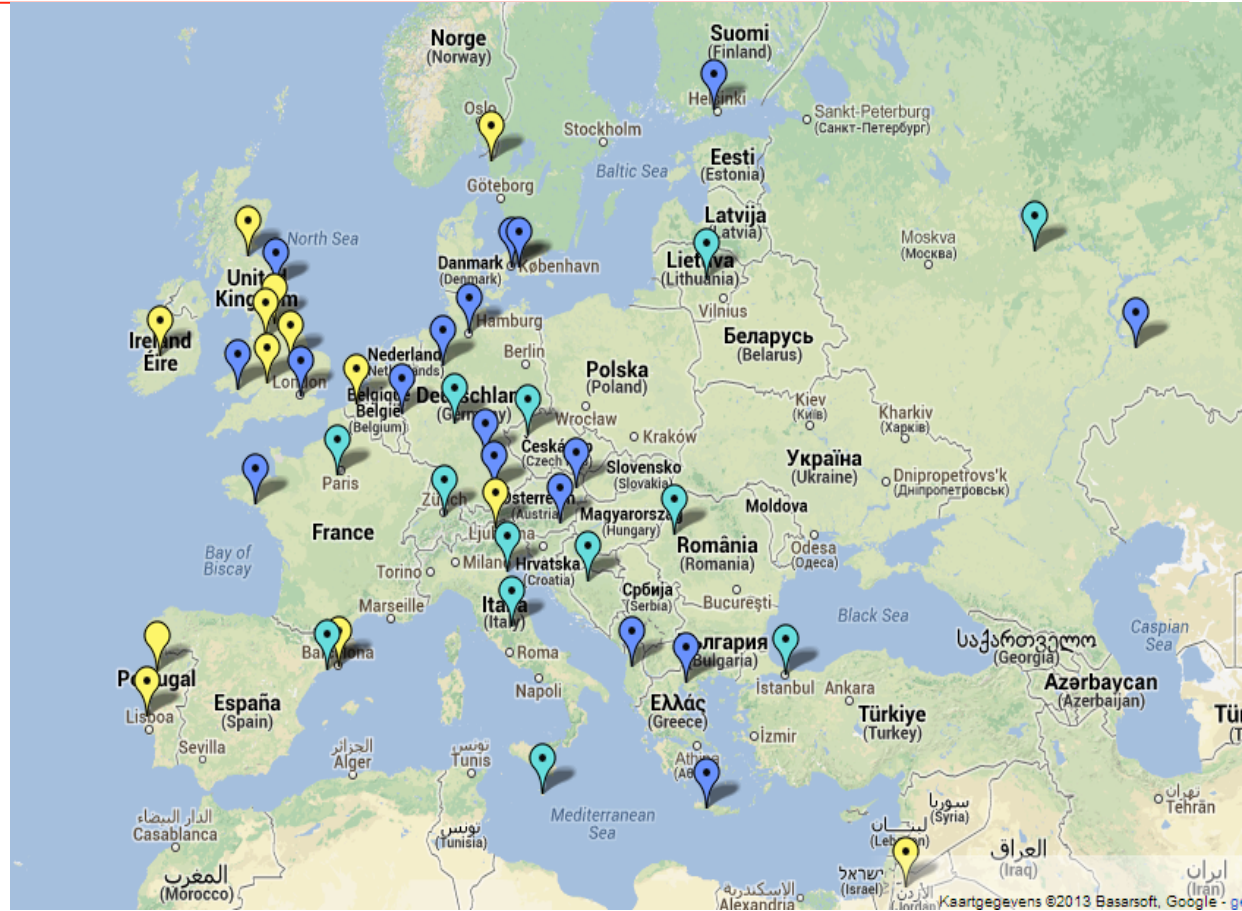 Norge
(Norway)
Suomi
(Finland)
Oslo
Helsinki
Sankt-Peterburg
(Санкт-Петербург)
Stockholm
Eesti
(Estonia)
Baltic Sea
Göteborg
Latvija
(Latvia)
North Sea
Moskva
(Москва)
Danmark
(Denmark)
København
Lietuva
(Lithuania)
United
Kingdom
Vilnius
Hamburg
Ireland
Éire
Беларусь
(Belarus)
Nederland
(Netherlands)
Berlin
Polska
(Poland)
London
België
(Belgium)
Deutschland
(Germany)
Wrocław
Kiev
(Київ)
Kharkiv
(Харків)
Kraków
Česká
(Czech
Україна
(Ukraine)
Slovensko
(Slovakia)
Dnipropetrovs'k
(Дніпропетровськ)
Paris
Zürich
Österreich
(Austria)
Magyarország
(Hungary)
Moldova
France
Ljubljana
România
(Romania)
Odesa
(Одеса)
Bay of
Biscay
Torino
Milano
Hrvatska
(Croatia)
Србија
(Serbia)
București
Marseille
Italia
(Italy)
Black Sea
Caspian
Sea
Barcelona
Roma
България
(Bulgaria)
საქართველო
(Georgia)
Portugal
İstanbul
Ankara
Azərbaycan
(Azerbaijan)
Napoli
España
(Spain)
Ελλάς
(Greece)
Lisboa
Türkiye
(Turkey)
İzmir
Sevilla
الجزائر
Alger
تونس
Tunis
Athina
الدار البيضاء
Casablanca
Mediterranean
Sea
تونس
(Tunisia)
سوريا
(Syria)
تهران
Tehrān
لبنان
(Lebanon)
العراق
(Iraq)
ایران
(Iran)
المغرب
(Morocco)
ישראל
(Israel)
الأردن
(Jordan)
الإسكندرية
Alexandria
Kaartgegevens ©2013 Basarsoft, Google -